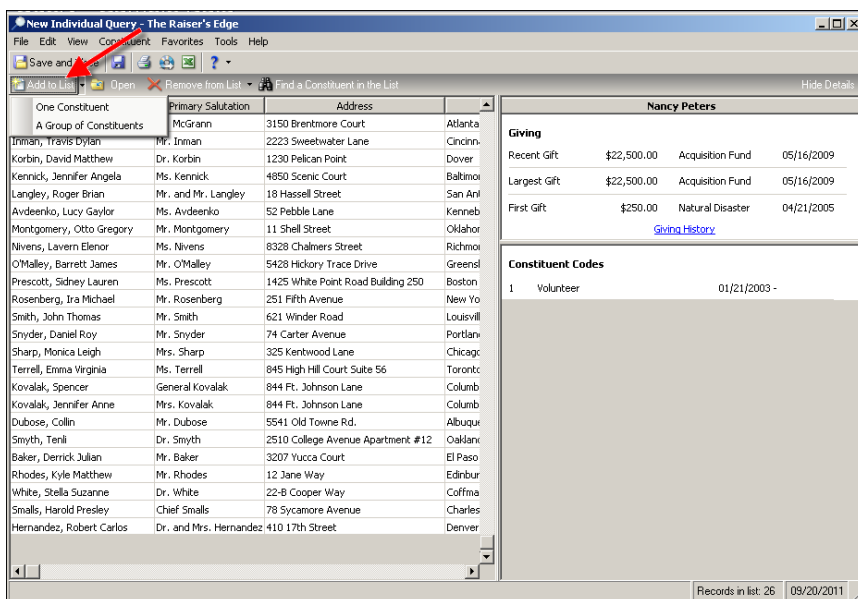 New Individual Query - The Raiser's Edge
File Edit View Constituent Favorites Tools Help
Save and
Add to List Open Remove from List Find a Constituent in the List Hide Details
One Constituent
A Group of Constituents
Primary Salutation Address
McGrann 3150 Brentmore Court Atlanta
Inman, Travis Dylan Mr. Inman 2223 Sweetwater Lane Cincinn
Korbin, David Matthew Dr. Korbin 1230 Pelican Point Dover
Kennick, Jennifer Angela Ms. Kennick 4850 Scenic Court Baltimo
Langley, Roger Brian Mr. and Mr. Langley 18 Hassell Street San An
Avdeenko, Lucy Gaylor Ms. Avdeenko 52 Pebble Lane Kenneb
Montgomery, Otto Gregory Mr. Montgomery 11 Shell Street Oklahor
Nivens, Lavern Elenor Ms. Nivens 8328 Chalmers Street Richmo
O'Malley, Barrett James Mr. O'Malley 5428 Hickory Trace Drive Greensl
Prescott, Sidney Lauren Ms. Prescott 1425 White Point Road Building 250 Boston
Rosenberg, Ira Michael Mr. Rosenberg 251 Fifth Avenue New Yo
Smith, John Thomas Mr. Smith 621 Winder Road Louisvill
Snyder, Daniel Roy Mr. Snyder 74 Carter Avenue Portlan
Sharp, Monica Leigh Mrs. Sharp 325 Kentwood Lane Chicago
Terrell, Emma Virginia Ms. Terrell 845 High Hill Court Suite 56 Toronto
Kovalak, Spencer General Kovalak 844 Ft. Johnson Lane Columb
Kovalak, Jennifer Anne Mrs. Kovalak 844 Ft. Johnson Lane Columb
Dubose, Collin Mr. Dubose 5541 Old Towne Rd. Albuqu
Smyth, Tenli Dr. Smyth 2510 College Avenue Apartment #12 Oakland
Baker, Derrick Julian Mr. Baker 3207 Yucca Court El Paso
Rhodes, Kyle Matthew Mr. Rhodes 12 Jane Way Edinbur
White, Stella Suzanne Dr. White 22-B Cooper Way Coffma
Smalls, Harold Presley Chief Smalls 78 Sycamore Avenue Charles
Hernandez, Robert Carlos Dr. and Mrs. Hernandez 410 17th Street Denver
Nancy Peters
Giving
Recent Gift $22,500.00 Acquisition Fund 05/16/2009
Largest Gift $22,500.00 Acquisition Fund 05/16/2009
First Gift $250.00 Natural Disaster 04/21/2005
Giving History
Constituent Codes
1 Volunteer 01/21/2003 -
Records in list: 26 09/20/2011